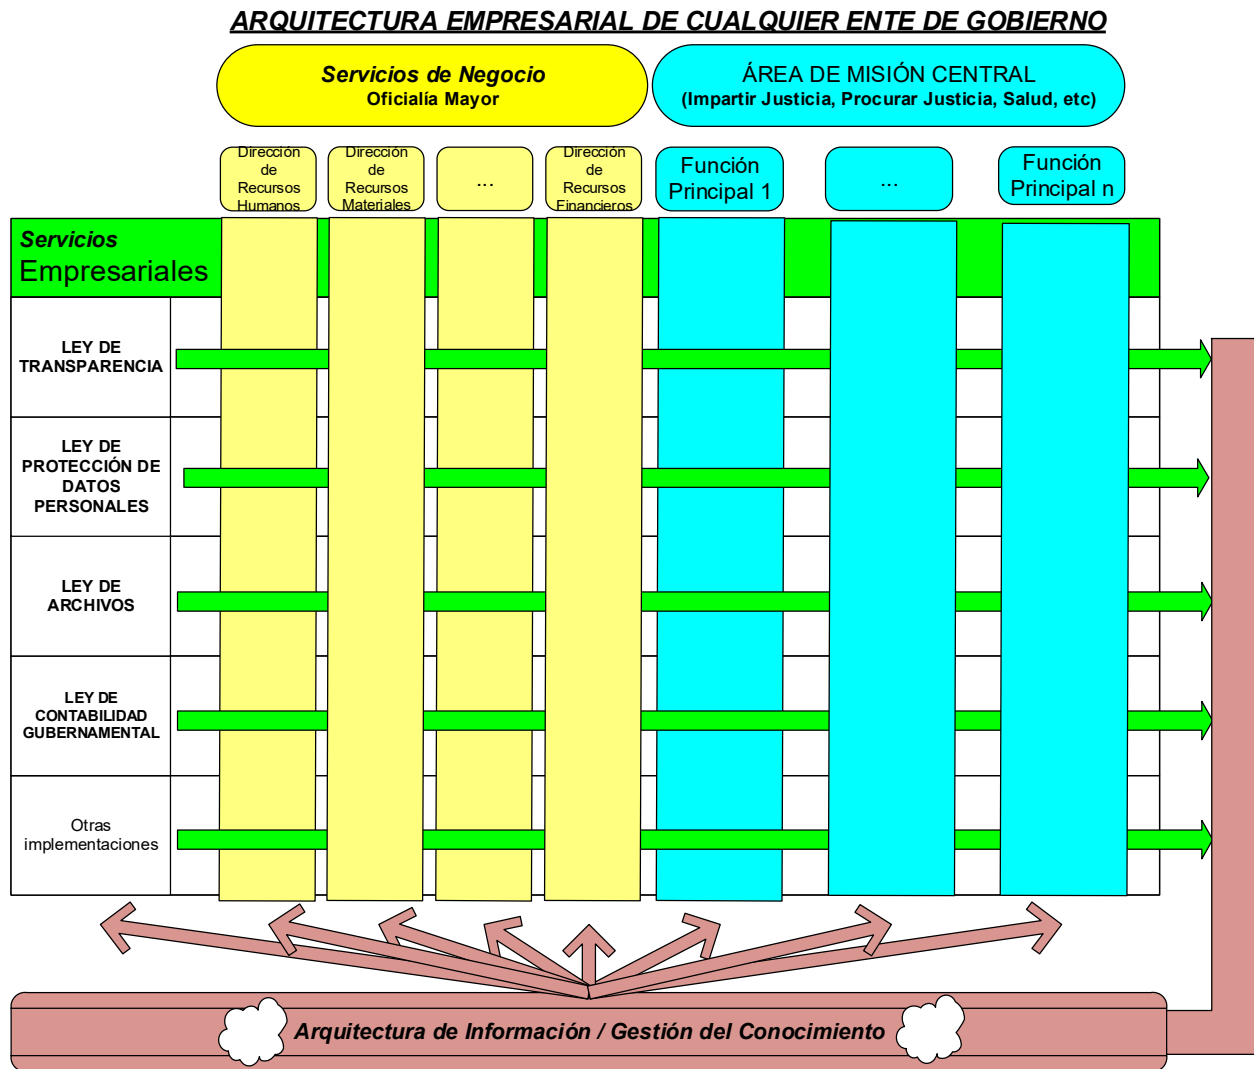 ARQUITECTURA EMPRESARIAL DE CUALQUIER ENTE DE GOBIERNO
Servicios de Negocio
Oficialía Mayor
ÁREA DE MISIÓN CENTRAL
(Impartir Justicia, Procurar Justicia, Salud, etc)
Dirección
de
Recursos
Humanos
Dirección
de
Recursos
Materiales
...
Dirección
de
Recursos
Financieros
Función
Principal 1
...
Función
Principal n
Servicios
Empresariales
LEY DE
TRANSPARENCIA
LEY DE
PROTECCIÓN DE
DATOS
PERSONALES
LEY DE
ARCHIVOS
LEY DE
CONTABILIDAD
GUBERNAMENTAL
Otras
implementaciones
Arquitectura de Información / Gestión del Conocimiento